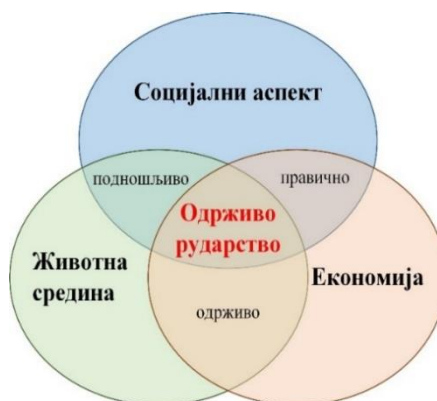 Социјални аспект
подношљиво
правично
Одрживо
рударство
Животна
средина
Економија
одрживо